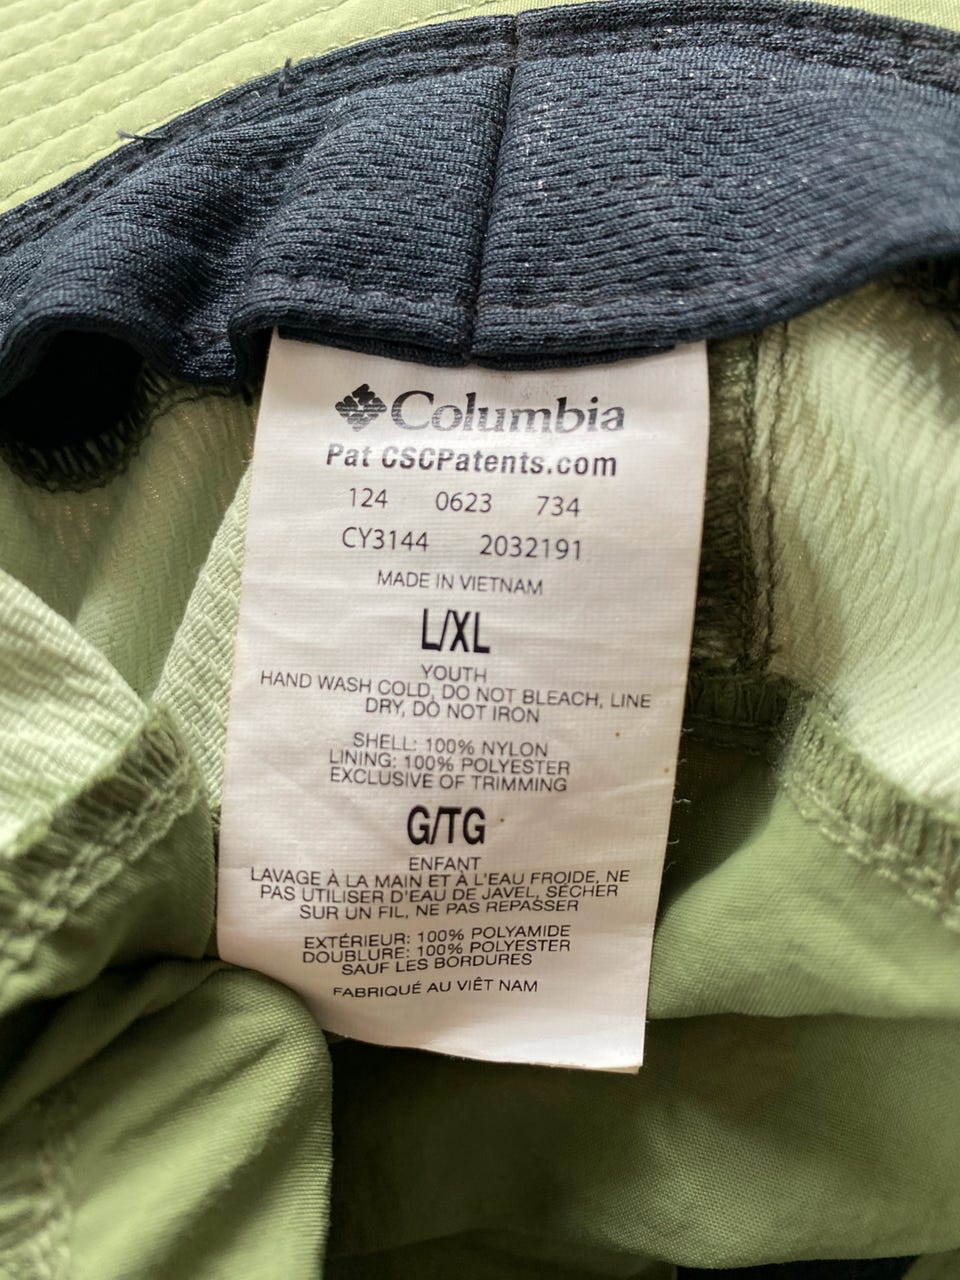 Columbia
Pat CSCPatents.com
124 0623 734
CY3144 2032191
MADE IN VIETNAM
L/XL
YOUTH
HAND WASH COLD, DO NOT BLEACH, LINE
DRY, DO NOT IRON
SHELL: 100% NYLON
LINING: 100% POLYESTER
EXCLUSIVE OF TRIMMING
G/TG
ENFANT
LAVAGE À LA MAIN ET À L'EAU FROIDE, NE
PAS UTILISER D'EAU DE JAVEL, SÉCHER
SUR UN FIL, NE PAS REPASSER
EXTÉRIEUR: 100% POLYAMIDE
DOUBLURE: 100% POLYESTER
SAUF LES BORDURES
FABRIQUÉ AU VIÊT NAM